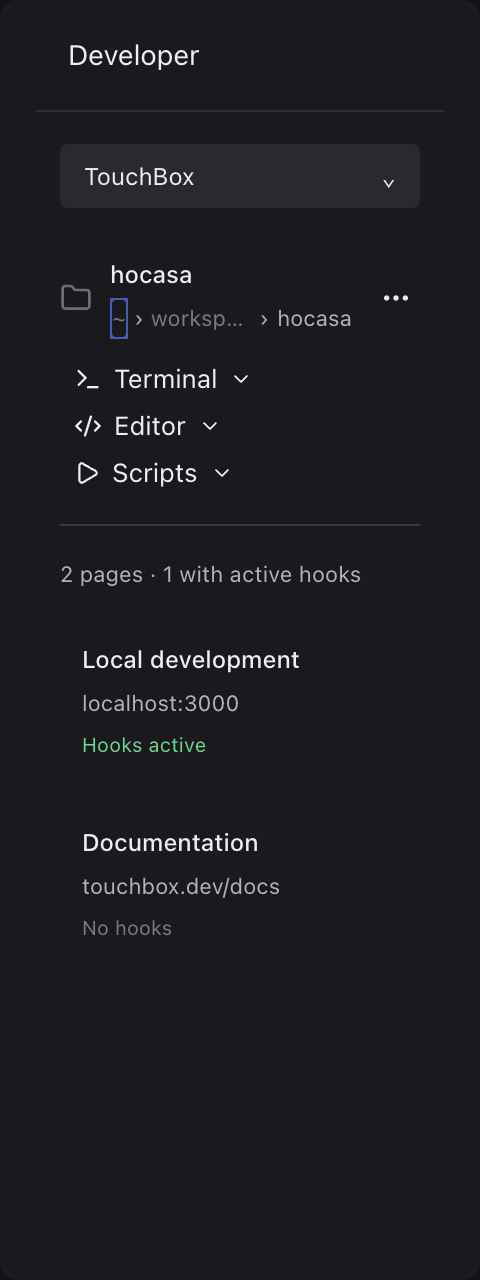 Developer
TouchBox
hocasa
~ › worksp... › hocasa
Terminal
Editor
Scripts
2 pages · 1 with active hooks
Local development
localhost:3000
Hooks active
Documentation
touchbox.dev/docs
No hooks